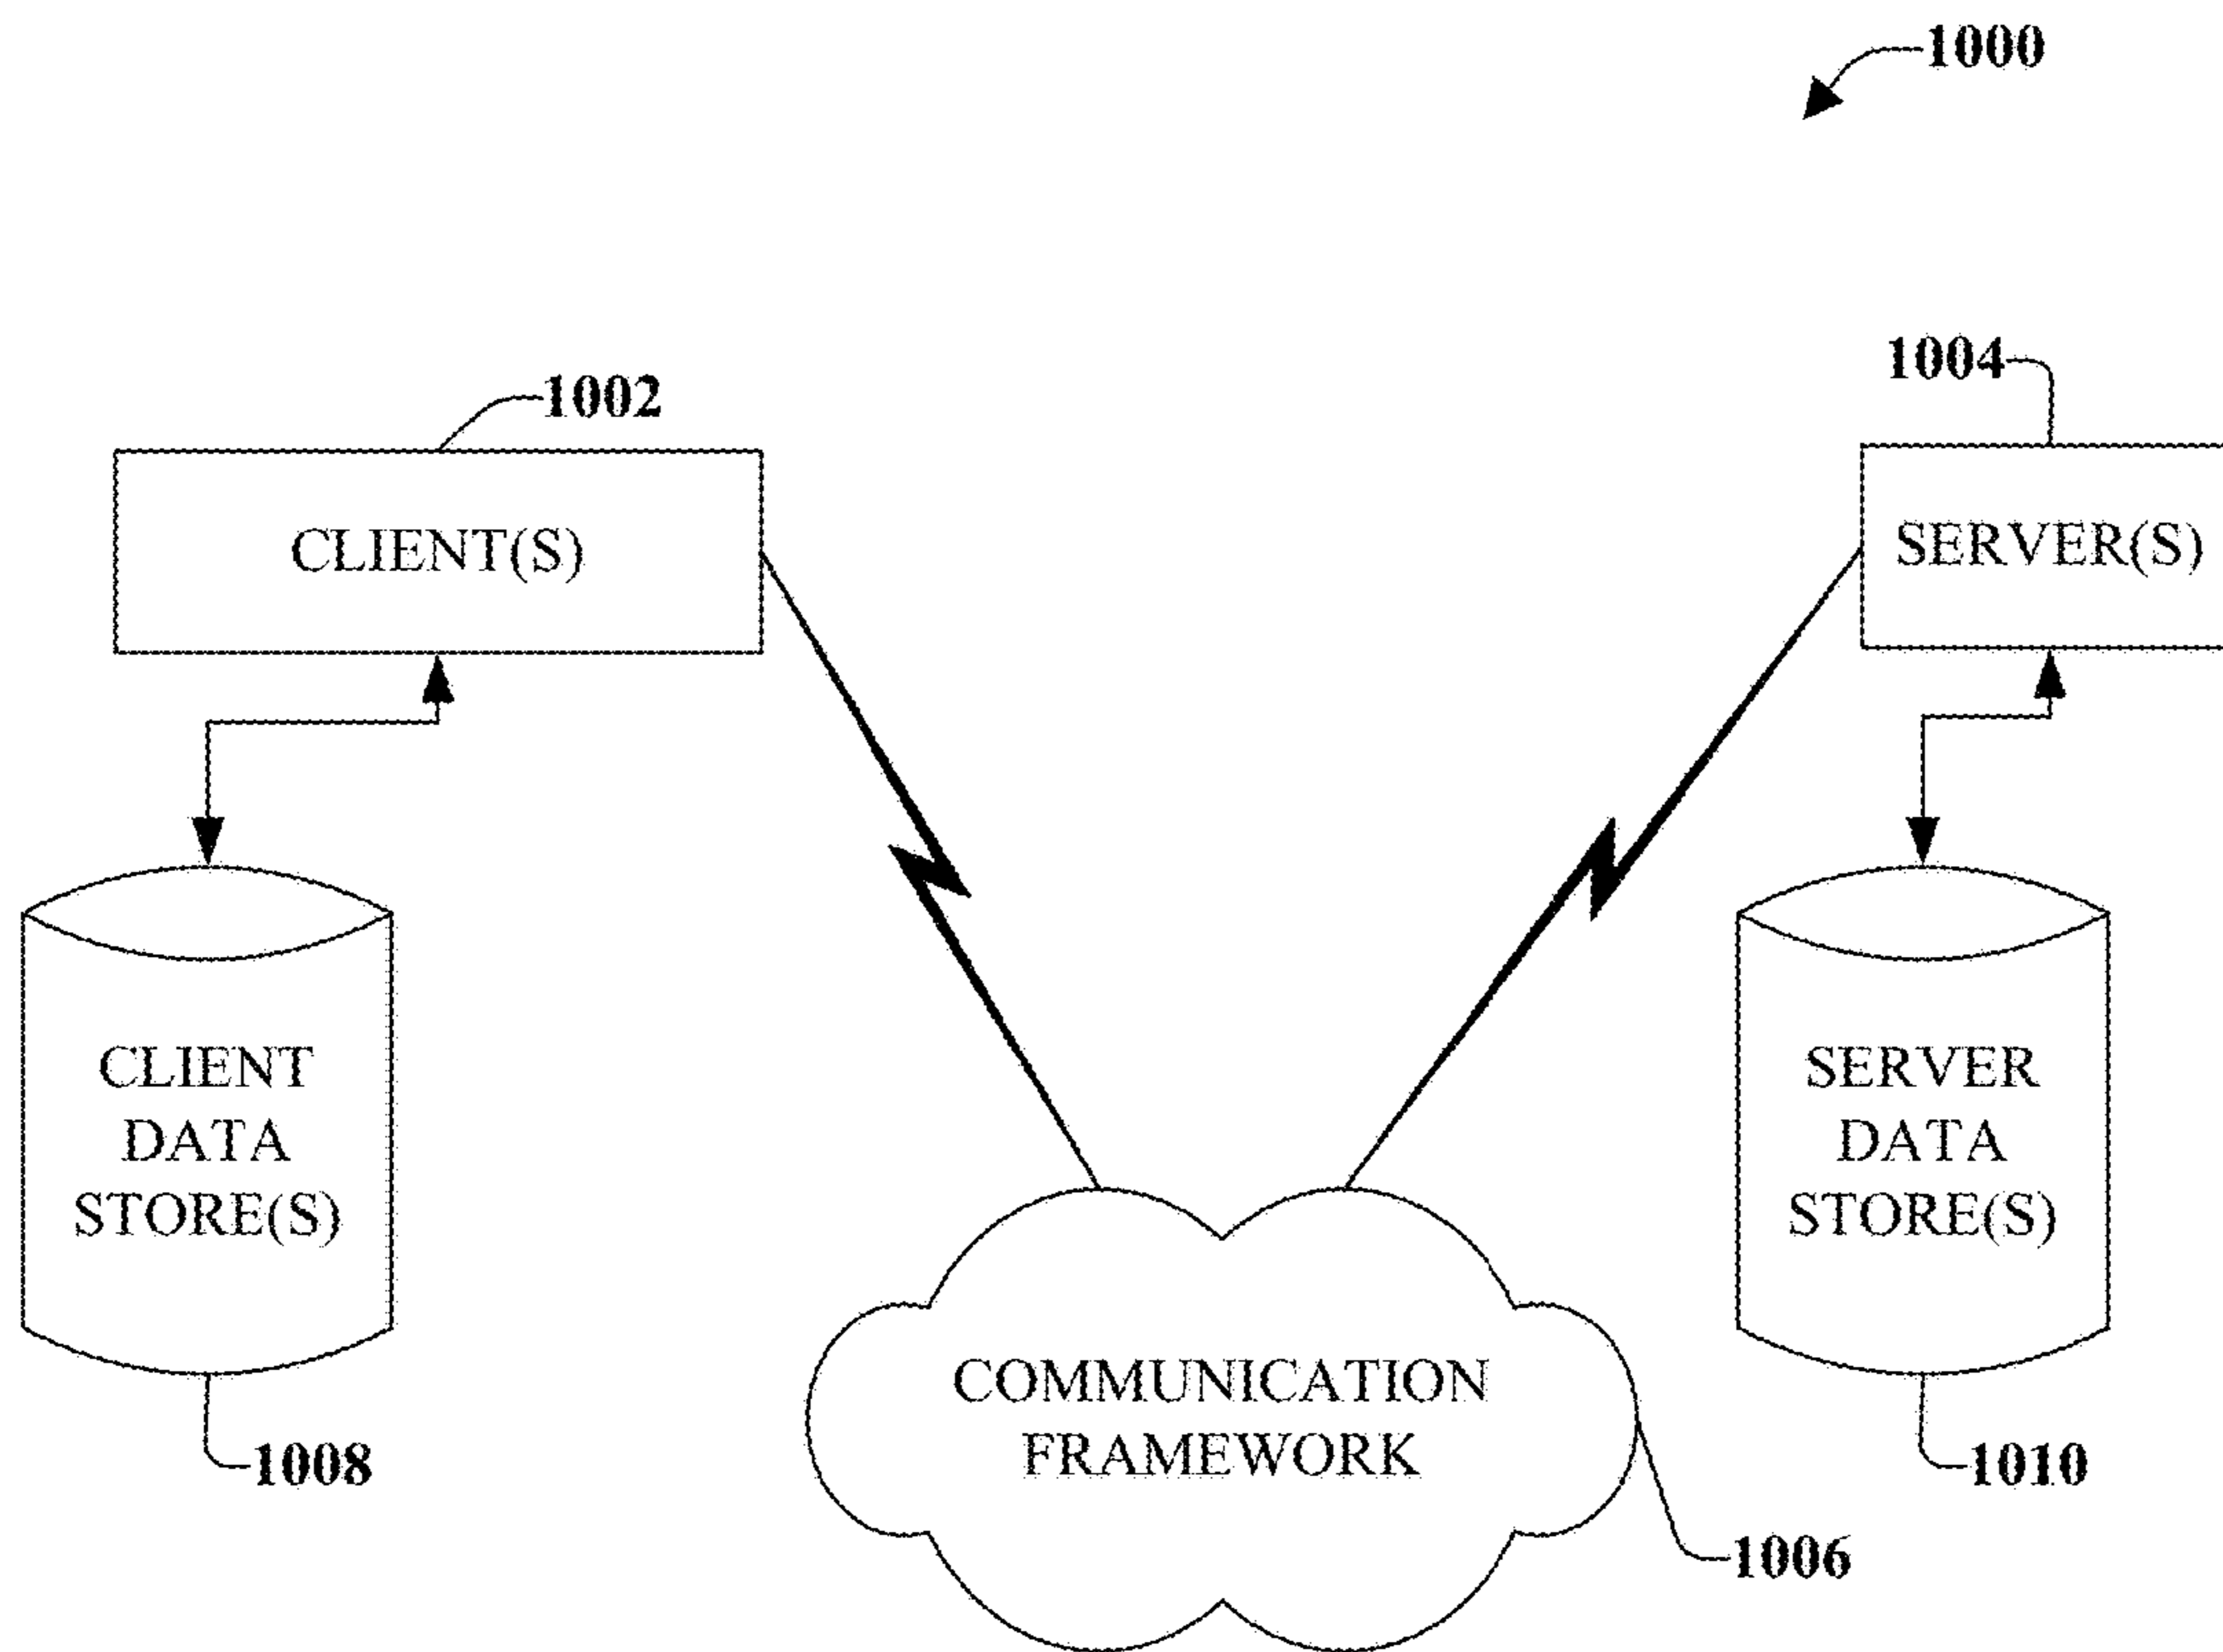 1000
1002
1004
CLIENT(S)
SERVER(S)
CLIENT
DATA
STORE(S)
SERVER
DATA
STORE(S)
COMMUNICATION
FRAMEWORK
1008
1010
1006